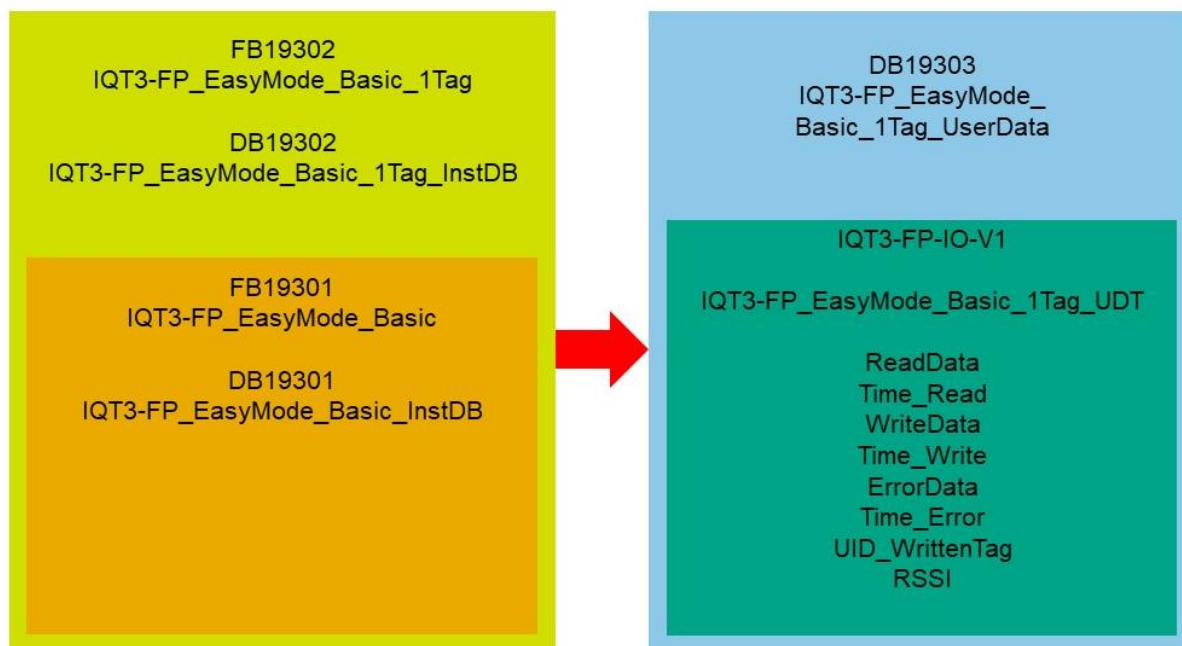 FB19302
IQT3-FP_EasyMode_Basic_1Tag
DB19302
IQT3-FP_EasyMode_Basic_1Tag_InstDB
FB19301
IQT3-FP_EasyMode_Basic
DB19301
IQT3-FP_EasyMode_Basic_InstDB
DB19303
IQT3-FP_EasyMode_
Basic_1Tag_UserData
IQT3-FP-IO-V1
IQT3-FP_EasyMode_Basic_1Tag_UDT
ReadData
Time_Read
WriteData
Time_Write
ErrorData
Time_Error
UID_WrittenTag
RSSI